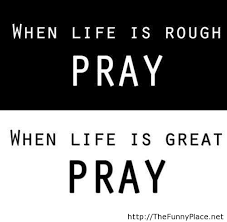 WHEN LIFE IS ROUGH
PRAY
WHEN LIFE IS GREAT
PRAY
http://TheFunnyPlace.net